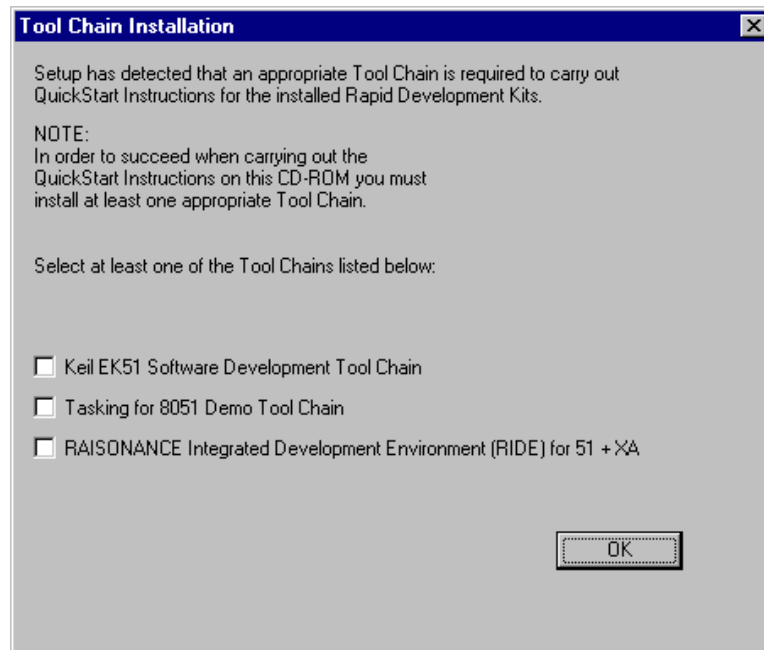 Tool Chain Installation
Setup has detected that an appropriate Tool Chain is required to carry out
QuickStart Instructions for the installed Rapid Development Kits.
NOTE:
In order to succeed when carrying out the
QuickStart Instructions on this CD-ROM you must
install at least one appropriate Tool Chain.
Select at least one of the Tool Chains listed below:
Keil EK51 Software Development Tool Chain
Tasking for 8051 Demo Tool Chain
RAISONANCE Integrated Development Environment (RIDE) for 51 + XA
OK